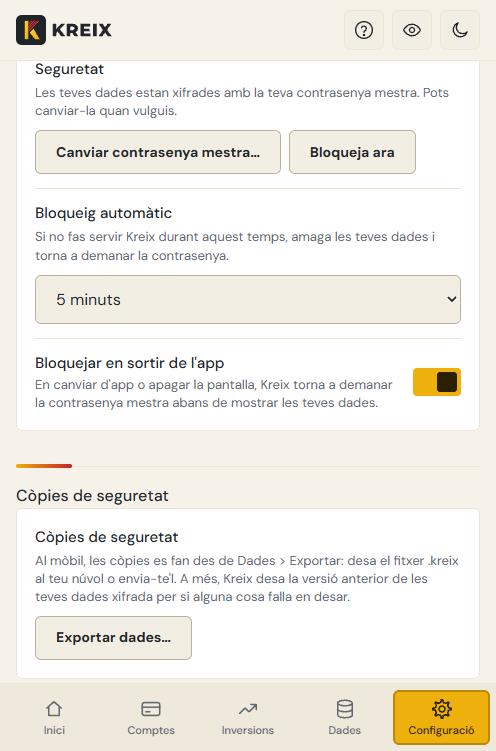 KREIX
Seguretat
Les teves dades estan xifrades amb la teva contrasenya mestra. Pots
canviar-la quan vulguis.
Canviar contrasenya mestra...
Bloqueja ara
Bloqueig automàtic
Si no fas servir Kreix durant aquest temps, amaga les teves dades i
torna a demanar la contrasenya.
5 minuts
Bloquejar en sortir de l'app
En canviar d'app o apagar la pantalla, Kreix torna a demanar
la contrasenya mestra abans de mostrar les teves dades.
Còpies de seguretat
Còpies de seguretat
Al mòbil, les còpies es fan des de Dades > Exportar: desa el fitxer .kreix
al teu núvol o envia-te'l. A més, Kreix desa la versió anterior de les
teves dades xifrada per si alguna cosa falla en desar.
Exportar dades...
Inici
Comptes
Inversions
Dades
Configuració